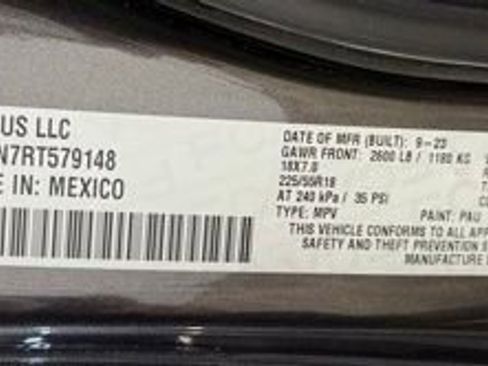 US LLC
N7RT579148
E IN: MEXICO
DATE OF MFR (BUILT): 9-23
GAWR FRONT: 2600 LB / 1180 KG
18X7.0
225/55R18
AT 240 kPa / 35 PSI
TYPE: MPV PAINT: PAU
THIS VEHICLE CONFORMS TO ALL APP
SAFETY AND THEFT PREVENTION S
MANUFACTURE